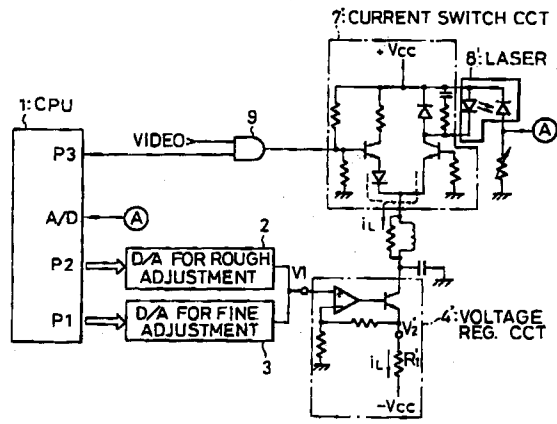 7': CURRENT SWITCH CCT
+Vcc
8': LASER
1: CPU
9
P3
VIDEO
A
A/D
A
iL
2
P2
D/A FOR ROUGH
ADJUSTMENT
V1
P1
D/A FOR FINE
ADJUSTMENT
3
V2'
4': VOLTAGE
REG. CCT
iL
R1'
-Vcc